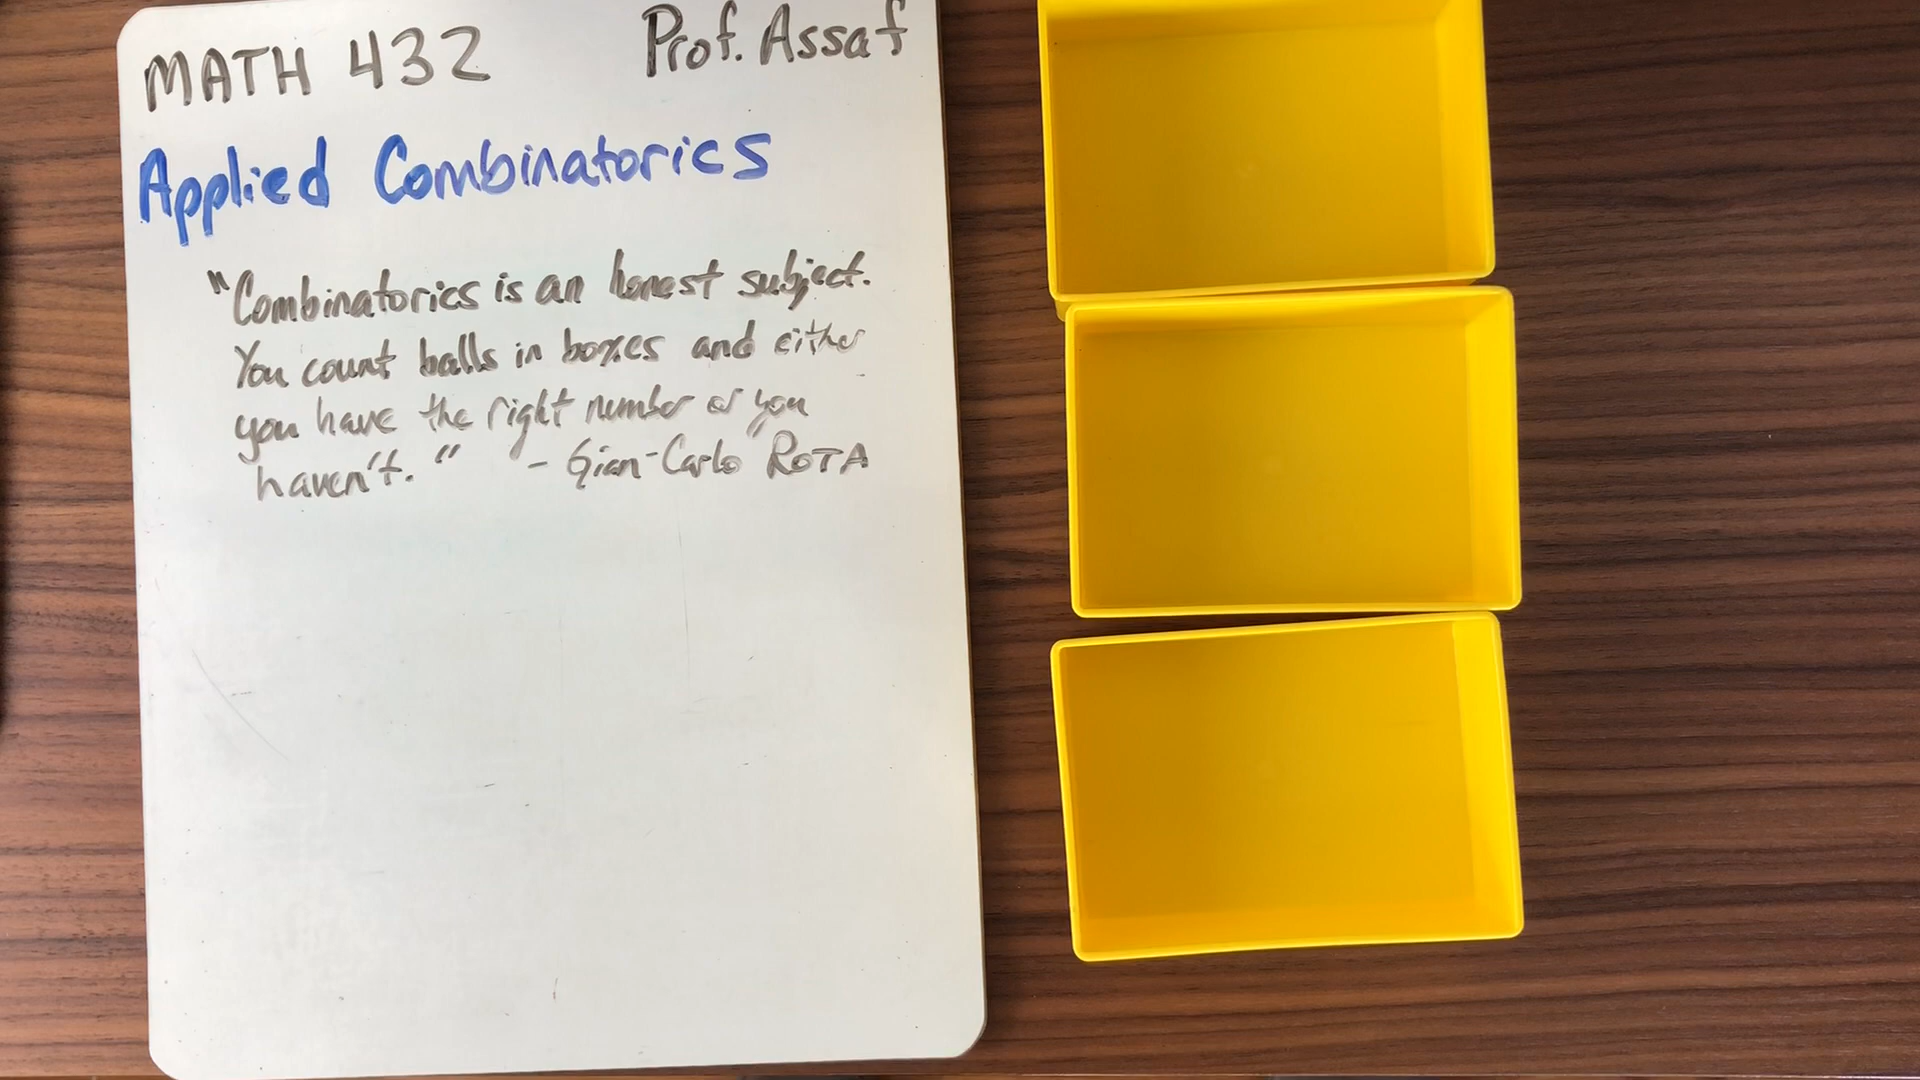 MATH 432 Prof. Assaf
Applied Combinatorics
"Combinatorics is an honest subject.
You count balls in boxes and either
you have the right number or you
haven't." - Gian-Carlo ROTA